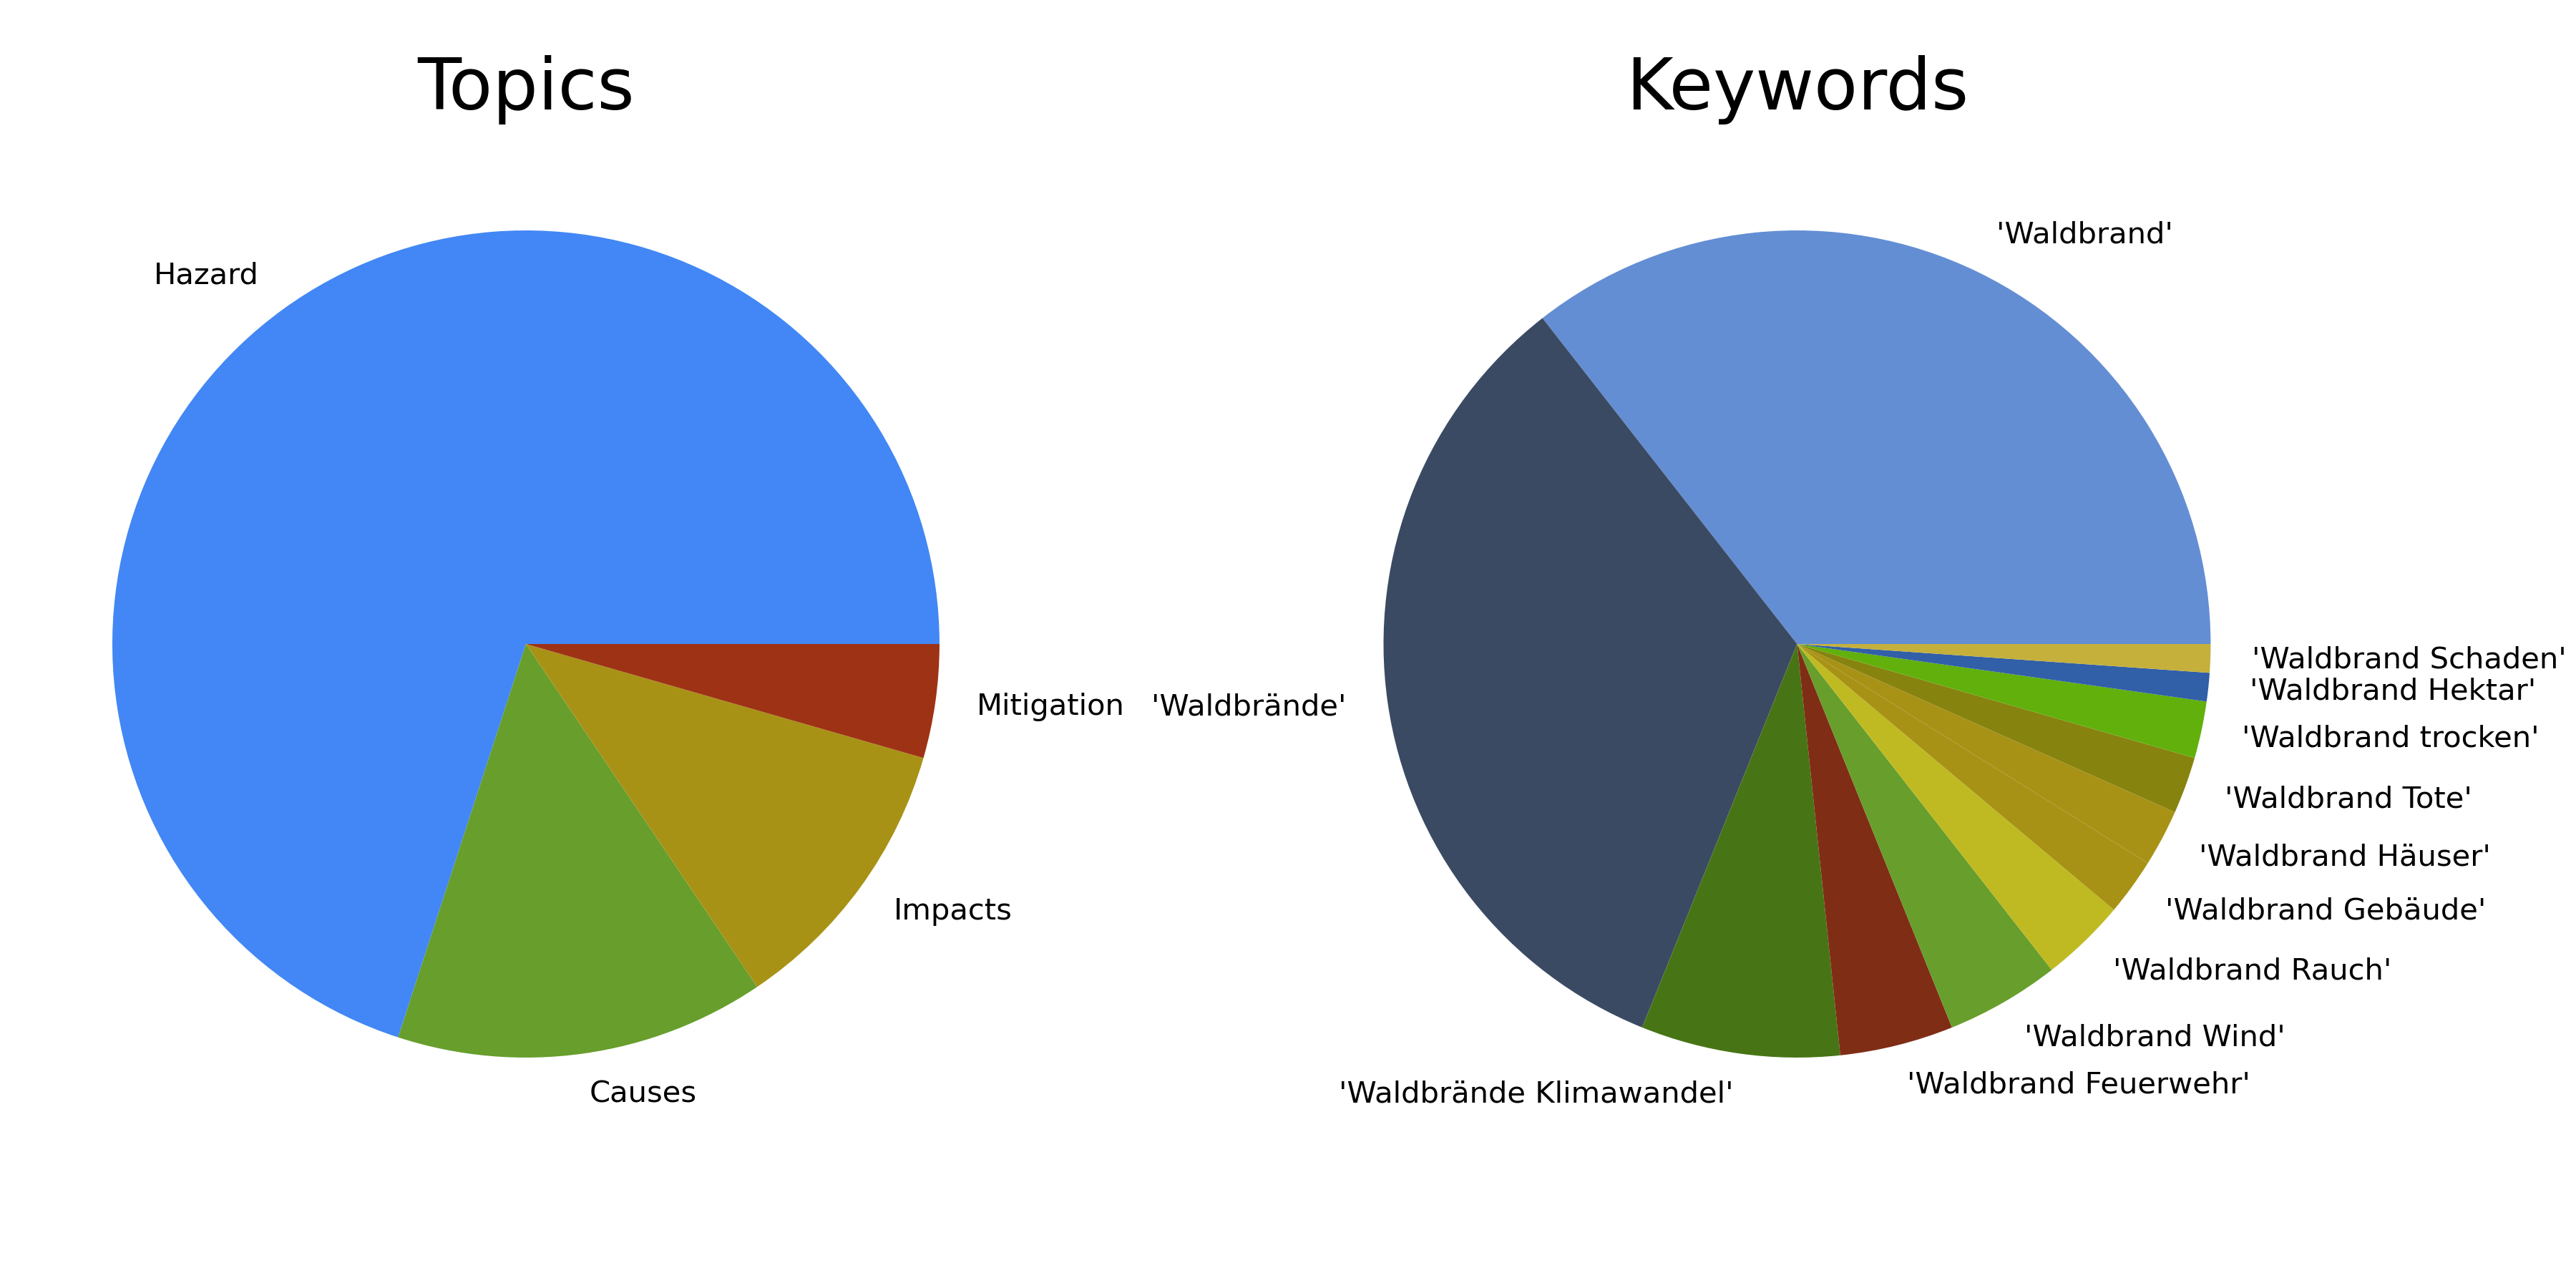 Topics
Hazard
Mitigation
Impacts
Causes
Keywords
'Waldbrand'
'Waldbrände'
'Waldbrand Schaden'
'Waldbrand Hektar'
'Waldbrand trocken'
'Waldbrand Tote'
'Waldbrand Häuser'
'Waldbrand Gebäude'
'Waldbrand Rauch'
'Waldbrand Wind'
'Waldbrand Feuerwehr'
'Waldbrände Klimawandel'